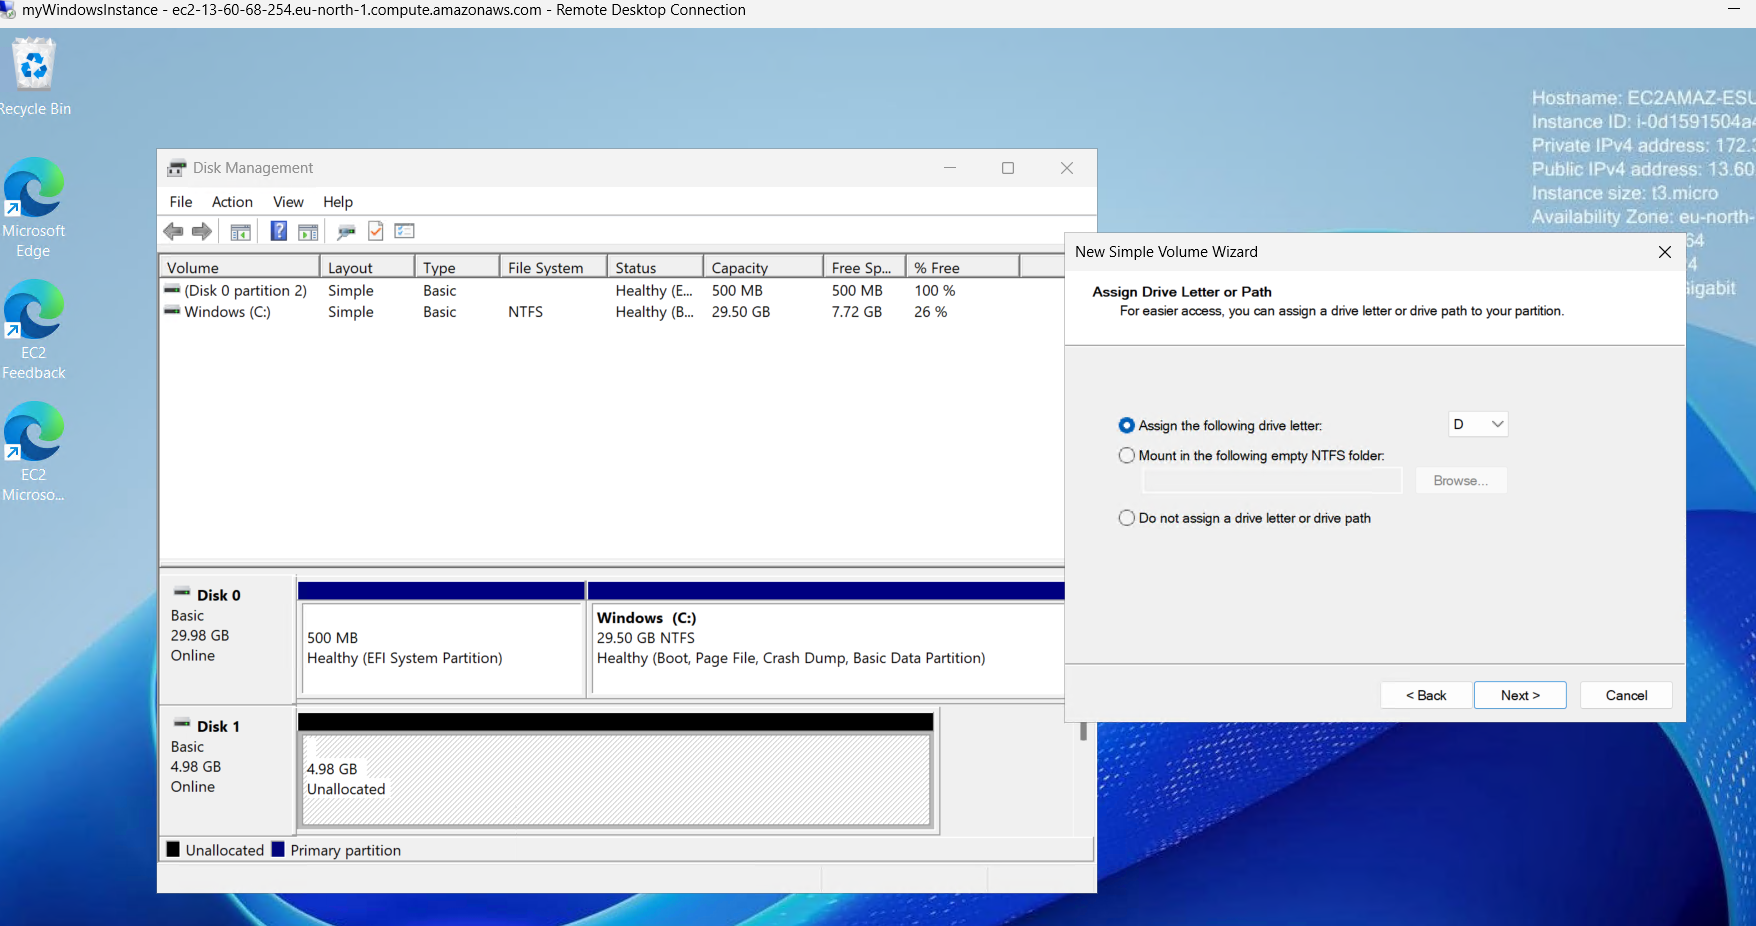 myWindowsInstance - ec2-13-60-68-254.eu-north-1.compute.amazonaws.com - Remote Desktop Connection
Recycle Bin
Microsoft
Edge
EC2
Feedback
EC2
Microso...
Hostname: EC2AMAZ-ESU
Instance ID: i-0d1591504a4
Private IPv4 address: 172.3
Public IPv4 address: 13.60
Instance size: t3.micro
Availability Zone: eu-north-
64
4
Gigabit
Disk Management
File Action View Help
Volume Layout Type File System Status Capacity Free Sp... % Free
(Disk 0 partition 2) Simple Basic Healthy (E... 500 MB 500 MB 100 %
Windows (C:) Simple Basic NTFS Healthy (B... 29.50 GB 7.72 GB 26 %
Disk 0
Basic
29.98 GB
Online
500 MB
Healthy (EFI System Partition)
Windows (C:)
29.50 GB NTFS
Healthy (Boot, Page File, Crash Dump, Basic Data Partition)
Disk 1
Basic
4.98 GB
Online
4.98 GB
Unallocated
Unallocated Primary partition
New Simple Volume Wizard
Assign Drive Letter or Path
For easier access, you can assign a drive letter or drive path to your partition.
Assign the following drive letter: D
Mount in the following empty NTFS folder:
Browse...
Do not assign a drive letter or drive path
< Back Next > Cancel